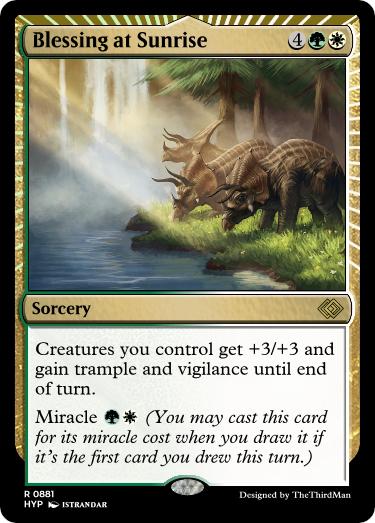 Blessing at Sunrise 4
Sorcery
Creatures you control get +3/+3 and
gain trample and vigilance until end
of turn.
Miracle (You may cast this card
for its miracle cost when you draw it if
it's the first card you drew this turn.)
R 0881
HYP ISTRANDAR
Designed by TheThirdMan